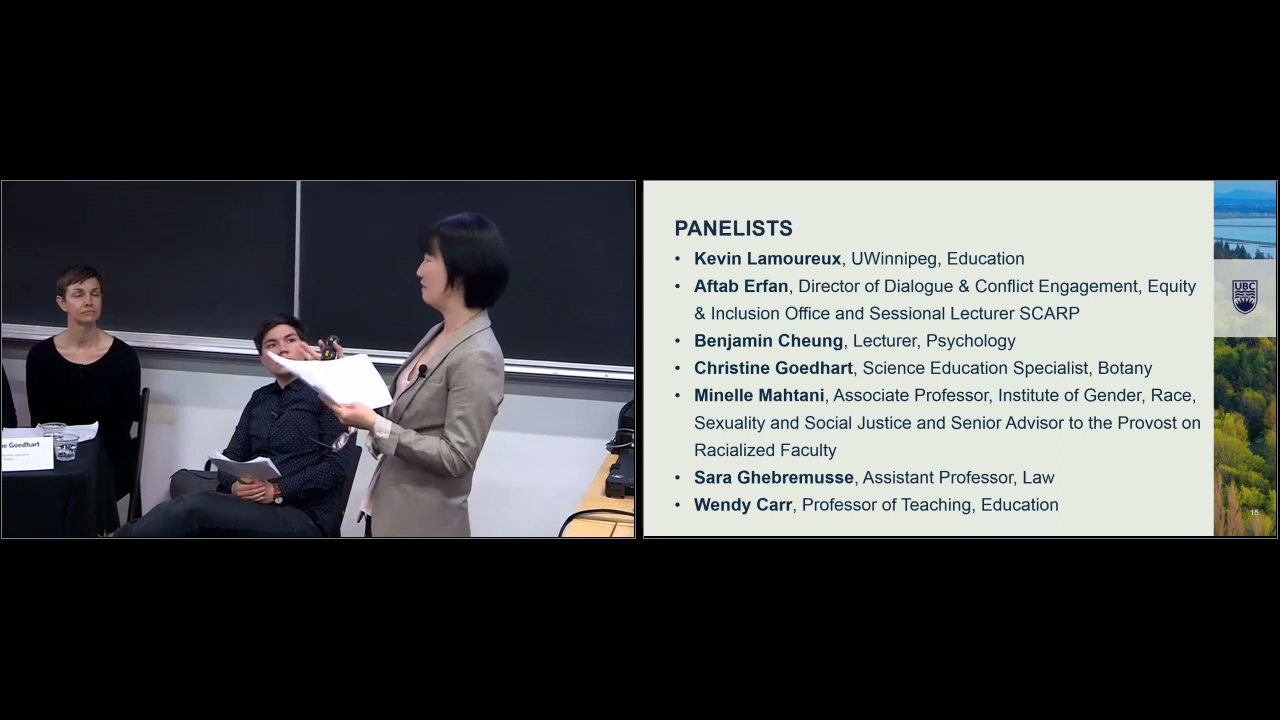 ne Goedhart
PANELISTS
• Kevin Lamoureux, UWinnipeg, Education
• Aftab Erfan, Director of Dialogue & Conflict Engagement, Equity
& Inclusion Office and Sessional Lecturer SCARP
• Benjamin Cheung, Lecturer, Psychology
• Christine Goedhart, Science Education Specialist, Botany
• Minelle Mahtani, Associate Professor, Institute of Gender, Race,
Sexuality and Social Justice and Senior Advisor to the Provost on
Racialized Faculty
• Sara Ghebremusse, Assistant Professor, Law
• Wendy Carr, Professor of Teaching, Education
UBC
15